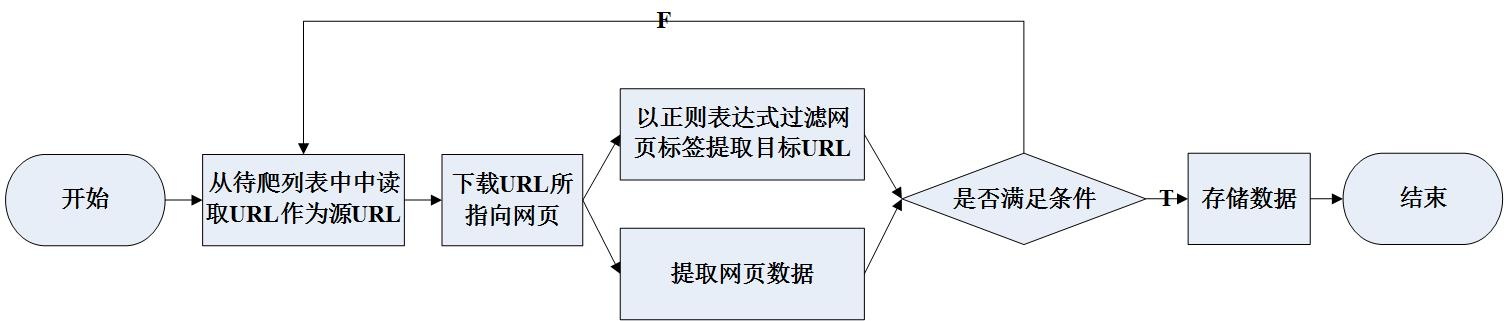 F
开始
从待爬列表中中读
取URL作为源URL
下载URL所
指向网页
以正则表达式过滤网
页标签提取目标URL
提取网页数据
是否满足条件
T
存储数据
结束